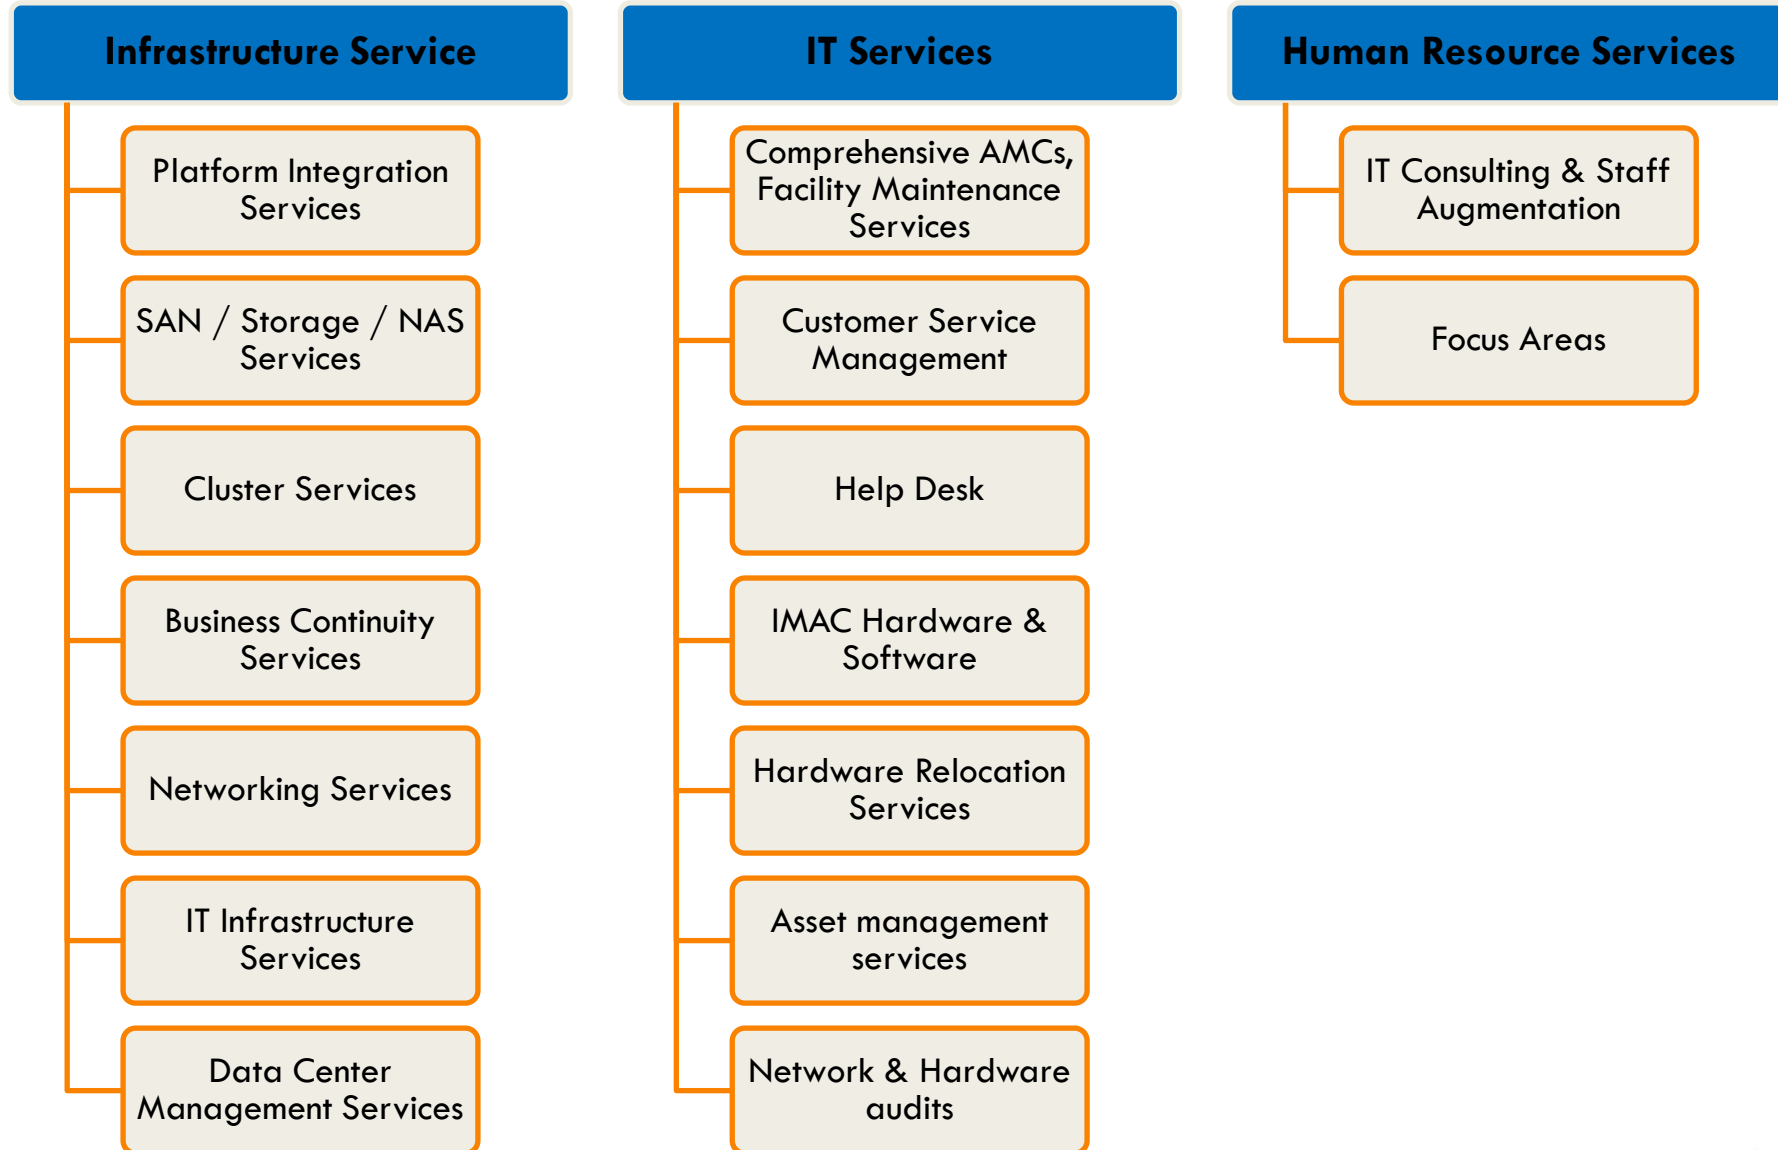 Infrastructure Service
Platform Integration
Services
SAN / Storage / NAS
Services
Cluster Services
Business Continuity
Services
Networking Services
IT Infrastructure
Services
Data Center
Management Services
IT Services
Comprehensive AMCs,
Facility Maintenance
Services
Customer Service
Management
Help Desk
IMAC Hardware &
Software
Hardware Relocation
Services
Asset management
services
Network & Hardware
audits
Human Resource Services
IT Consulting & Staff
Augmentation
Focus Areas